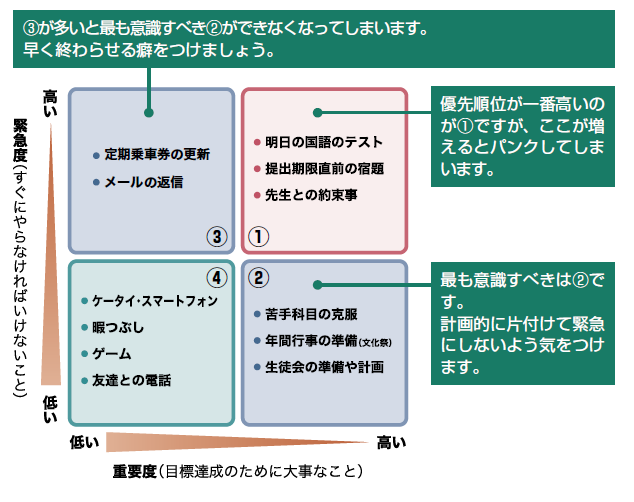 ③が多いと最も意識すべき②ができなくなってしまいます。
早く終わらせる癖をつけましょう。
優先順位が一番高いの
が①ですが、ここが増
えるとパンクしてしま
います。
緊急度(すぐにやらなければいけないこと)
高い
低い
定期乗車券の更新
メールの返信
③
明日の国語のテスト
提出期限直前の宿題
先生との約束事
①
④
ケータイ・スマートフォン
暇つぶし
ゲーム
友達との電話
②
苦手科目の克服
年間行事の準備(文化祭)
生徒会の準備や計画
最も意識すべきは②で
す。
計画的に片付けて緊急
にしないよう気をつけ
ます。
低い
高い
重要度(目標達成のために大事なこと)